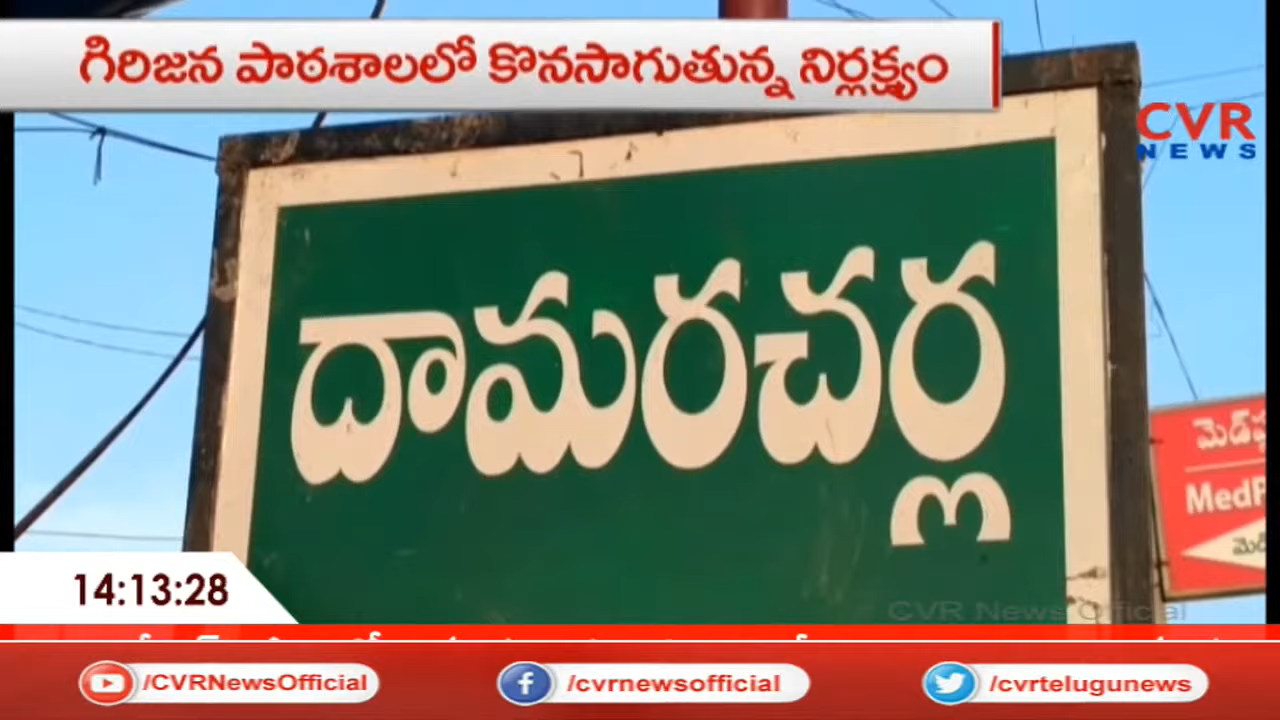 గిరిజన పాఠశాలలో కొనసాగుతున్న నిర్లక్ష్యం
CVR
NEWS
దామరచర్ల
MedP
14:13:28
CVR News Official
/CVRNewsOfficial
/cvrnewsofficial
/cvrtelugunews